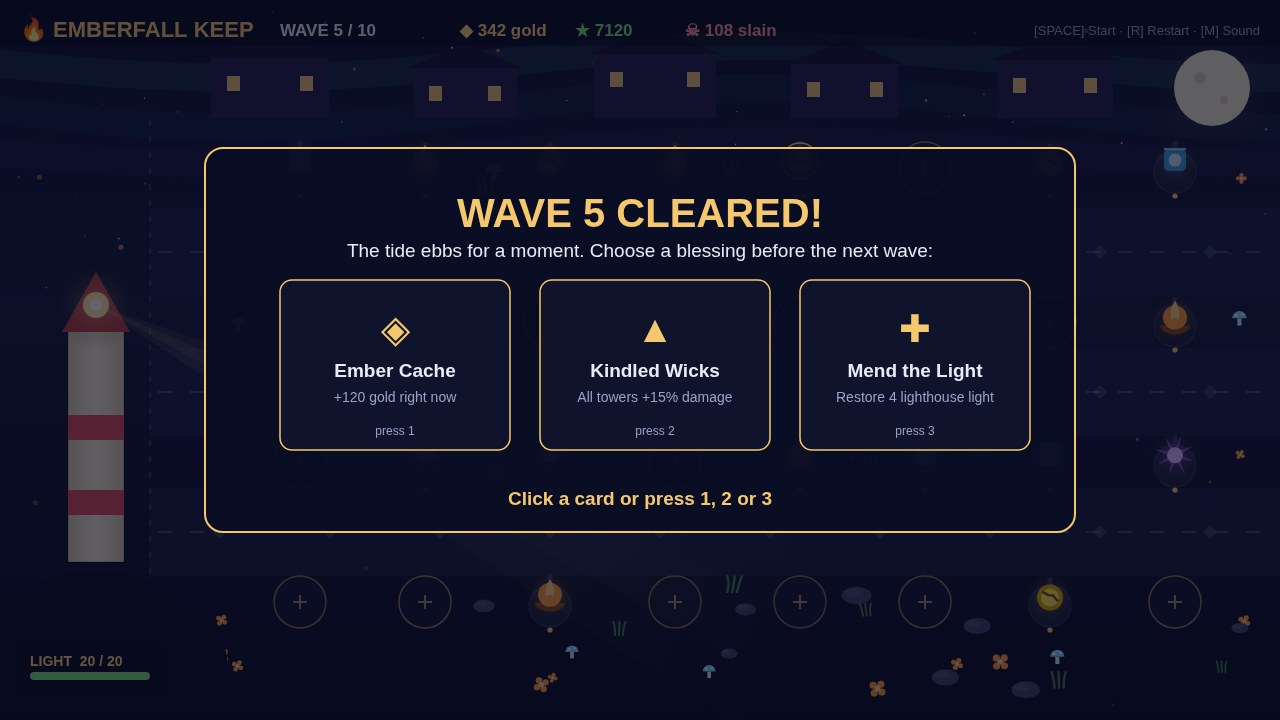 🔥 EMBERFALL KEEP WAVE 5 / 10 ◆ 342 gold ★ 7120 ☠ 108 slain [SPACE] Start · [R] Restart · [M] Sound
WAVE 5 CLEARED!
The tide ebbs for a moment. Choose a blessing before the next wave:
Ember Cache
+120 gold right now
press 1
Kindled Wicks
All towers +15% damage
press 2
Mend the Light
Restore 4 lighthouse light
press 3
Click a card or press 1, 2 or 3
LIGHT 20 / 20